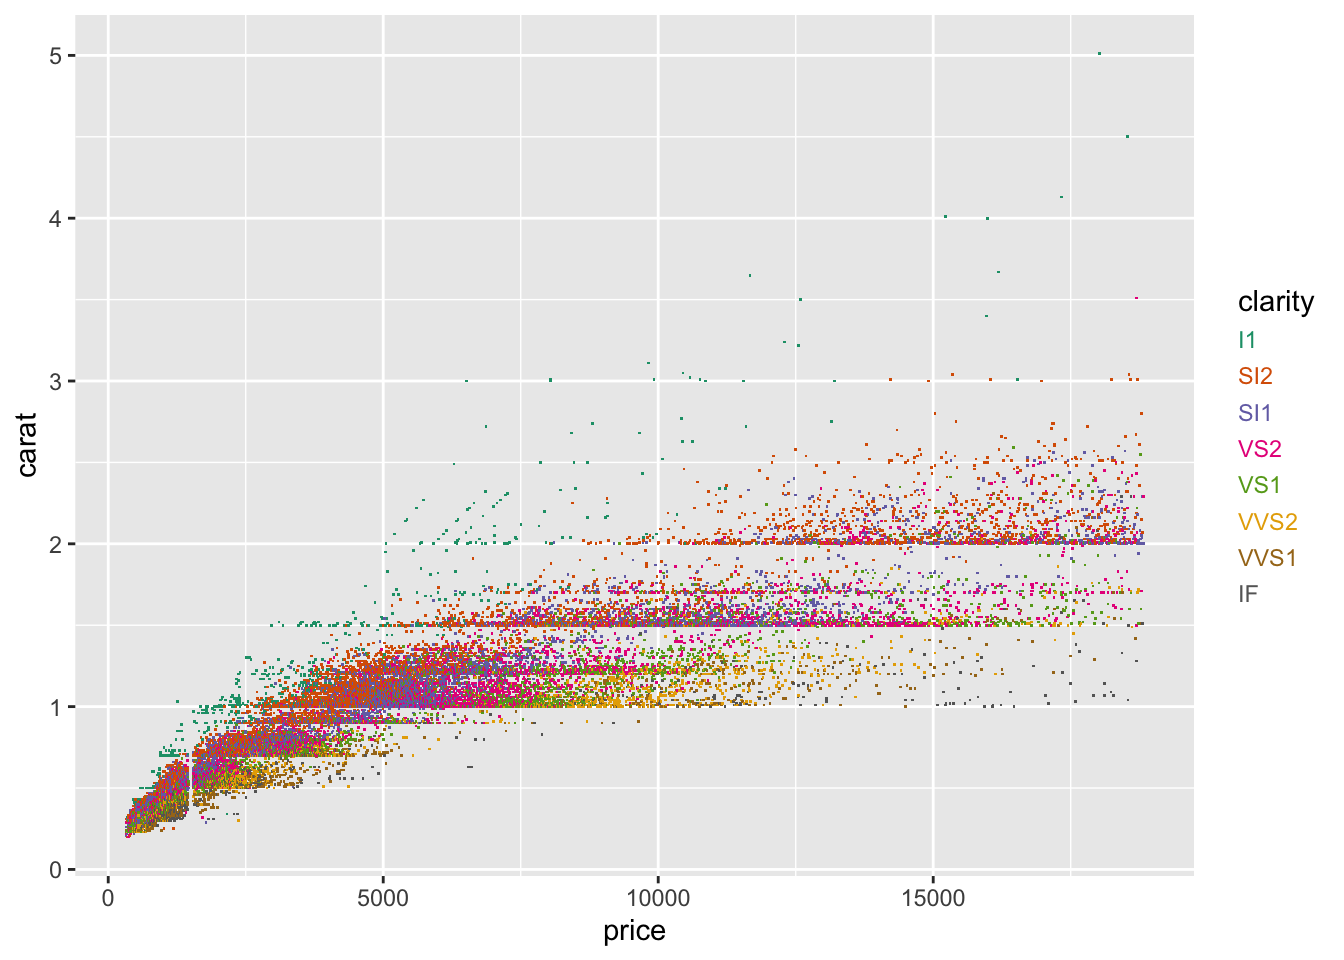 5
4
3
2
1
0
carat
0 5000 10000 15000
price
clarity
I1
SI2
SI1
VS2
VS1
VVS2
VVS1
IF